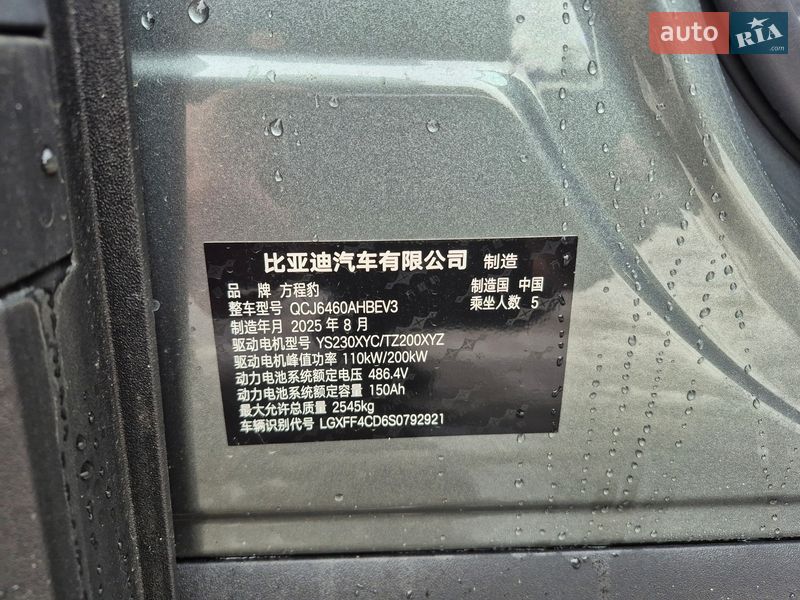 auto RIA .com
比亚迪汽车有限公司 制造
品 牌 方程豹 制造国 中国
整车型号 QCJ6460AHBEV3 乘坐人数 5
制造年月 2025 年 8 月
驱动电机型号 YS230XYC/TZ200XYZ
驱动电机峰值功率 110kW/200kW
动力电池系统额定电压 486.4V
动力电池系统额定容量 150Ah
最大允许总质量 2545kg
车辆识别代号 LGXFF4CD6S0792921